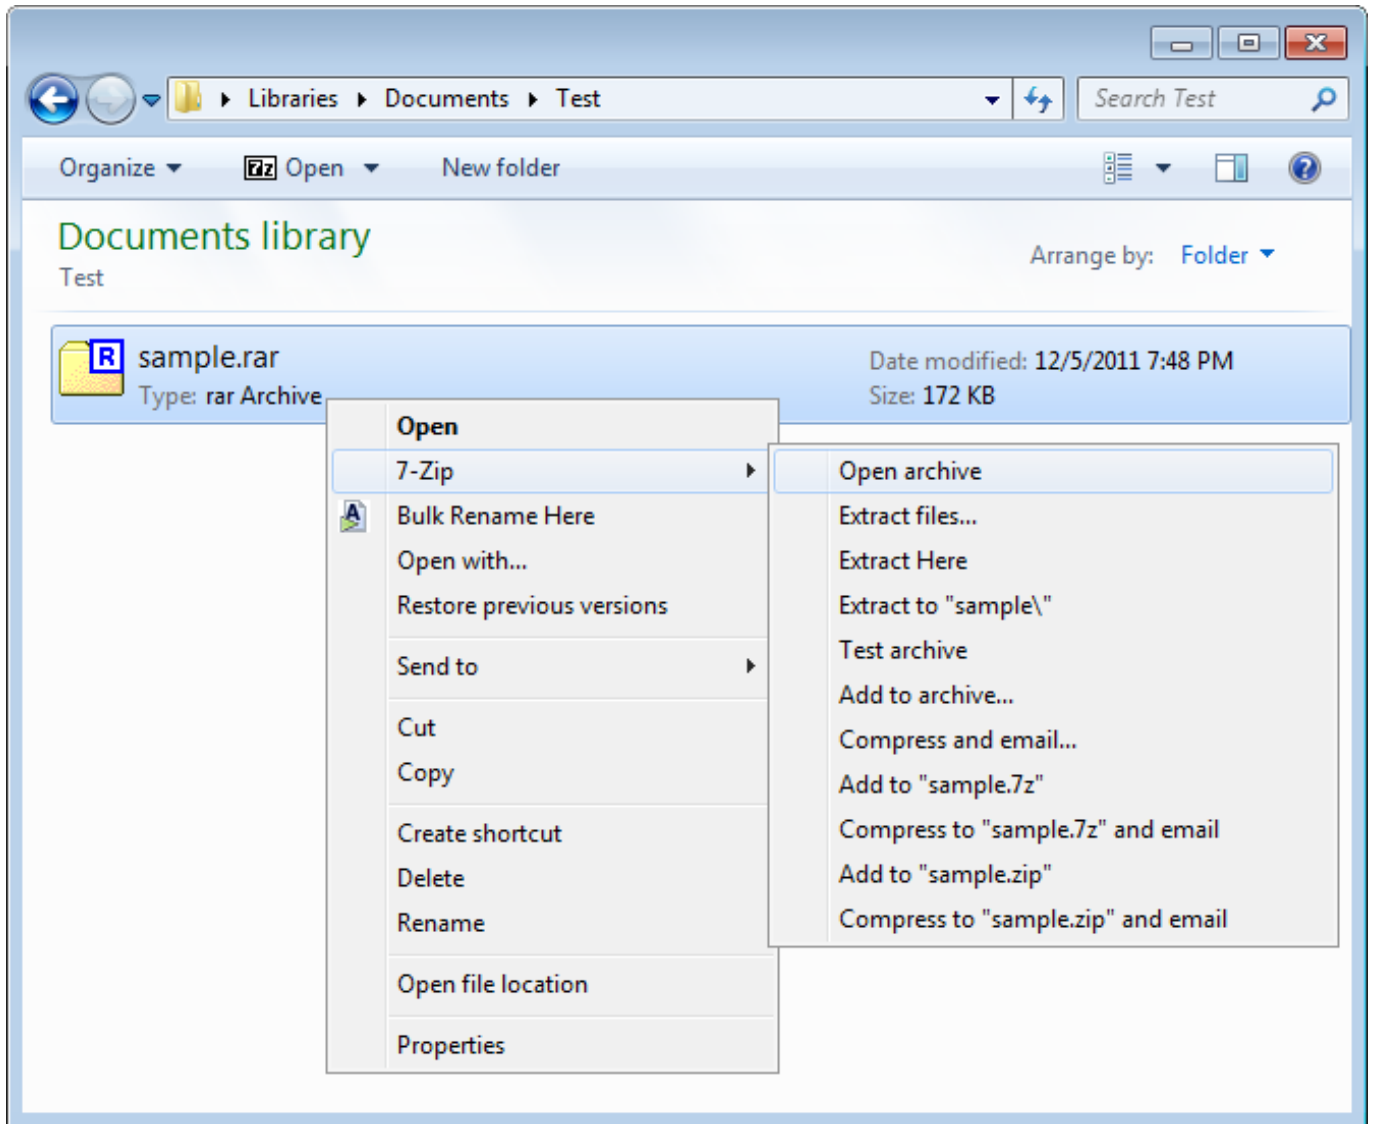 Libraries Documents Test Search Test
Organize 7z Open New folder
Documents library
Test
Arrange by: Folder
R sample.rar
Type: rar Archive
Date modified: 12/5/2011 7:48 PM
Size: 172 KB
Open
7-Zip
Bulk Rename Here
Open with...
Restore previous versions
Send to
Cut
Copy
Create shortcut
Delete
Rename
Open file location
Properties
Open archive
Extract files...
Extract Here
Extract to "sample\"
Test archive
Add to archive...
Compress and email...
Add to "sample.7z"
Compress to "sample.7z" and email
Add to "sample.zip"
Compress to "sample.zip" and email